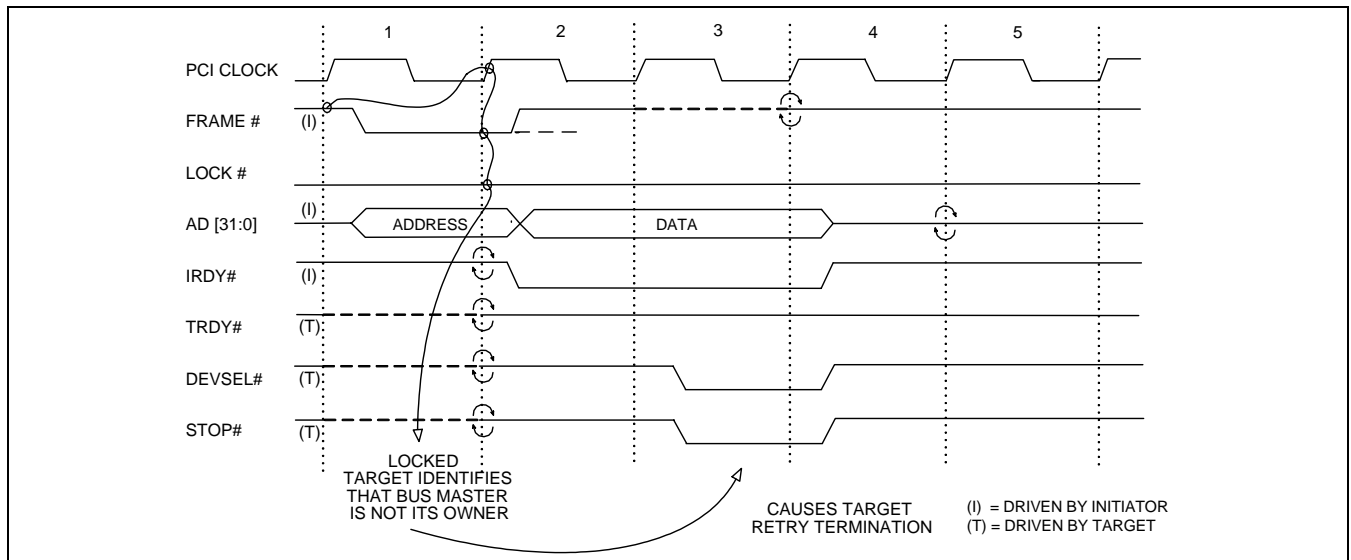 1 2 3 4 5
PCI CLOCK
FRAME # (I)
LOCK #
AD [31:0] (I) ADDRESS DATA
IRDY# (I)
TRDY# (T)
DEVSEL# (T)
STOP# (T)
LOCKED
TARGET IDENTIFIES
THAT BUS MASTER
IS NOT ITS OWNER
CAUSES TARGET
RETRY TERMINATION
(I) = DRIVEN BY INITIATOR
(T) = DRIVEN BY TARGET